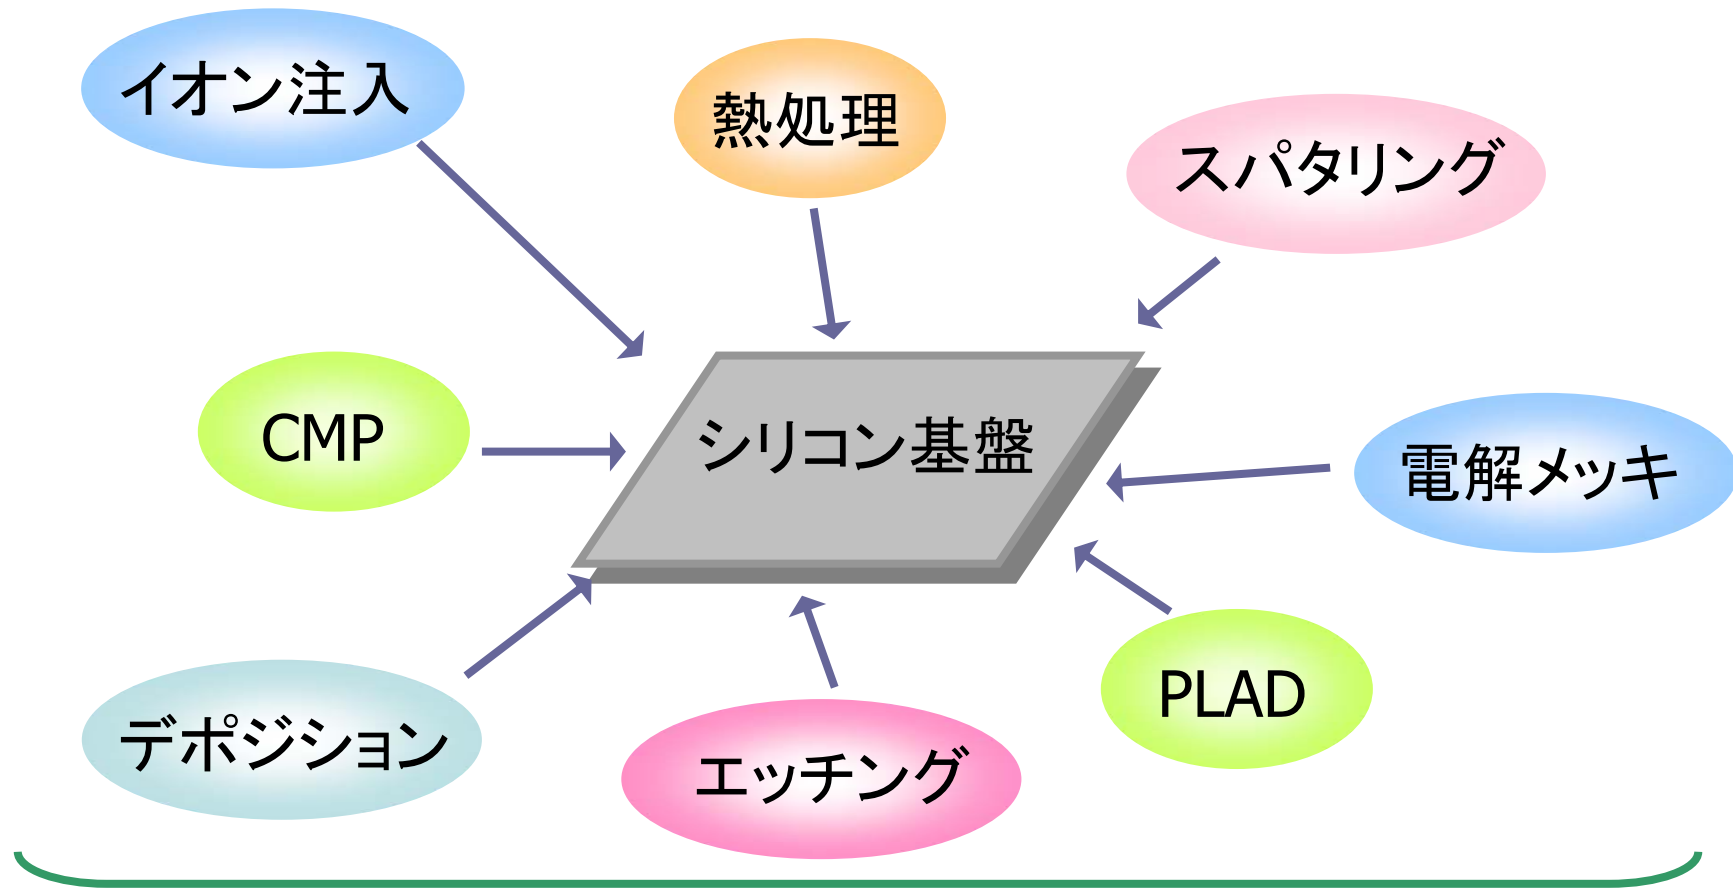 イオン注入
熱処理
スパタリング
CMP
シリコン基盤
電解メッキ
PLAD
デポジション
エッチング